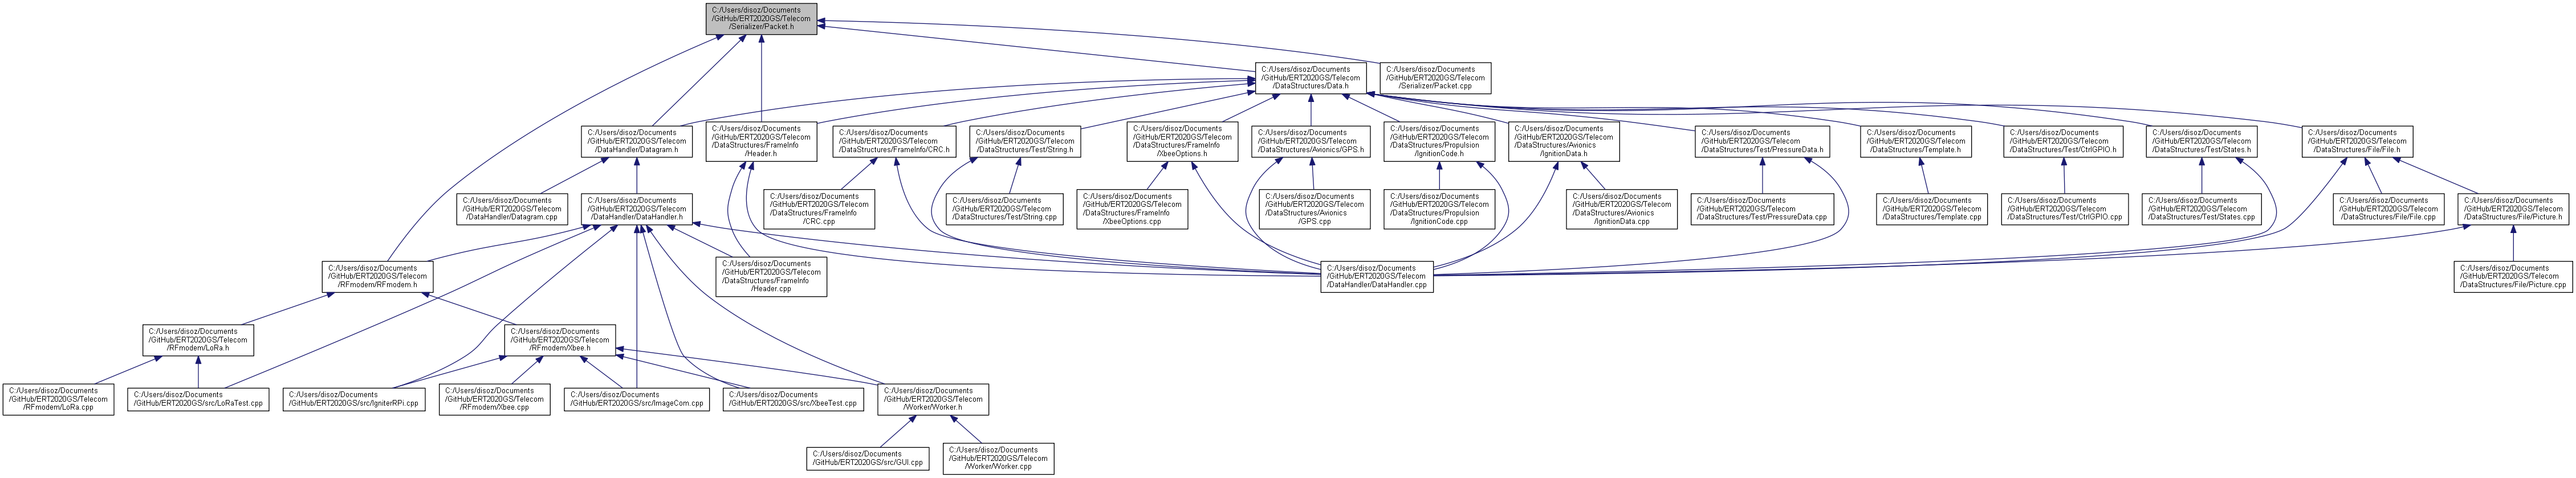 C:/Users/disoz/Documents
/GitHub/ERT2020GS/Telecom
/Serializer/Packet.h
C:/Users/disoz/Documents
/GitHub/ERT2020GS/Telecom
/DataStructures/Data.h
C:/Users/disoz/Documents
/GitHub/ERT2020GS/Telecom
/Serializer/Packet.cpp
C:/Users/disoz/Documents
/GitHub/ERT2020GS/Telecom
/DataHandler/Datagram.h
C:/Users/disoz/Documents
/GitHub/ERT2020GS/Telecom
/DataStructures/FrameInfo
/Header.h
C:/Users/disoz/Documents
/GitHub/ERT2020GS/Telecom
/DataStructures/FrameInfo/CRC.h
C:/Users/disoz/Documents
/GitHub/ERT2020GS/Telecom
/DataStructures/Test/String.h
C:/Users/disoz/Documents
/GitHub/ERT2020GS/Telecom
/DataStructures/FrameInfo
/XbeeOptions.h
C:/Users/disoz/Documents
/GitHub/ERT2020GS/Telecom
/DataStructures/Avionics/GPS.h
C:/Users/disoz/Documents
/GitHub/ERT2020GS/Telecom
/DataStructures/Propulsion
/IgnitionCode.h
C:/Users/disoz/Documents
/GitHub/ERT2020GS/Telecom
/DataStructures/Avionics
/IgnitionData.h
C:/Users/disoz/Documents
/GitHub/ERT2020GS/Telecom
/DataStructures/Test/PressureData.h
C:/Users/disoz/Documents
/GitHub/ERT2020GS/Telecom
/DataStructures/Template.h
C:/Users/disoz/Documents
/GitHub/ERT2020GS/Telecom
/DataStructures/Test/CtrlGPIO.h
C:/Users/disoz/Documents
/GitHub/ERT2020GS/Telecom
/DataStructures/Test/States.h
C:/Users/disoz/Documents
/GitHub/ERT2020GS/Telecom
/DataStructures/File/File.h
C:/Users/disoz/Documents
/GitHub/ERT2020GS/Telecom
/DataHandler/Datagram.cpp
C:/Users/disoz/Documents
/GitHub/ERT2020GS/Telecom
/DataHandler/DataHandler.h
C:/Users/disoz/Documents
/GitHub/ERT2020GS/Telecom
/DataStructures/FrameInfo
/CRC.cpp
C:/Users/disoz/Documents
/GitHub/ERT2020GS/Telecom
/DataStructures/Test/String.cpp
C:/Users/disoz/Documents
/GitHub/ERT2020GS/Telecom
/DataStructures/FrameInfo
/XbeeOptions.cpp
C:/Users/disoz/Documents
/GitHub/ERT2020GS/Telecom
/DataStructures/Avionics
/GPS.cpp
C:/Users/disoz/Documents
/GitHub/ERT2020GS/Telecom
/DataStructures/Propulsion
/IgnitionCode.cpp
C:/Users/disoz/Documents
/GitHub/ERT2020GS/Telecom
/DataStructures/Avionics
/IgnitionData.cpp
C:/Users/disoz/Documents
/GitHub/ERT2020GS/Telecom
/DataStructures/Test/PressureData.cpp
C:/Users/disoz/Documents
/GitHub/ERT2020GS/Telecom
/DataStructures/Template.cpp
C:/Users/disoz/Documents
/GitHub/ERT2020GS/Telecom
/DataStructures/Test/CtrlGPIO.cpp
C:/Users/disoz/Documents
/GitHub/ERT2020GS/Telecom
/DataStructures/Test/States.cpp
C:/Users/disoz/Documents
/GitHub/ERT2020GS/Telecom
/DataStructures/File/File.cpp
C:/Users/disoz/Documents
/GitHub/ERT2020GS/Telecom
/DataStructures/File/Picture.h
C:/Users/disoz/Documents
/GitHub/ERT2020GS/Telecom
/RFmodem/RFmodem.h
C:/Users/disoz/Documents
/GitHub/ERT2020GS/Telecom
/DataStructures/FrameInfo
/Header.cpp
C:/Users/disoz/Documents
/GitHub/ERT2020GS/Telecom
/DataHandler/DataHandler.cpp
C:/Users/disoz/Documents
/GitHub/ERT2020GS/Telecom
/DataStructures/File/Picture.cpp
C:/Users/disoz/Documents
/GitHub/ERT2020GS/Telecom
/RFmodem/LoRa.h
C:/Users/disoz/Documents
/GitHub/ERT2020GS/Telecom
/RFmodem/Xbee.h
C:/Users/disoz/Documents
/GitHub/ERT2020GS/Telecom
/RFmodem/LoRa.cpp
C:/Users/disoz/Documents
/GitHub/ERT2020GS/src/LoRaTest.cpp
C:/Users/disoz/Documents
/GitHub/ERT2020GS/src/IgniterRPi.cpp
C:/Users/disoz/Documents
/GitHub/ERT2020GS/Telecom
/RFmodem/Xbee.cpp
C:/Users/disoz/Documents
/GitHub/ERT2020GS/src/ImageCom.cpp
C:/Users/disoz/Documents
/GitHub/ERT2020GS/src/XbeeTest.cpp
C:/Users/disoz/Documents
/GitHub/ERT2020GS/Telecom
/Worker/Worker.h
C:/Users/disoz/Documents
/GitHub/ERT2020GS/src/GUI.cpp
C:/Users/disoz/Documents
/GitHub/ERT2020GS/Telecom
/Worker/Worker.cpp